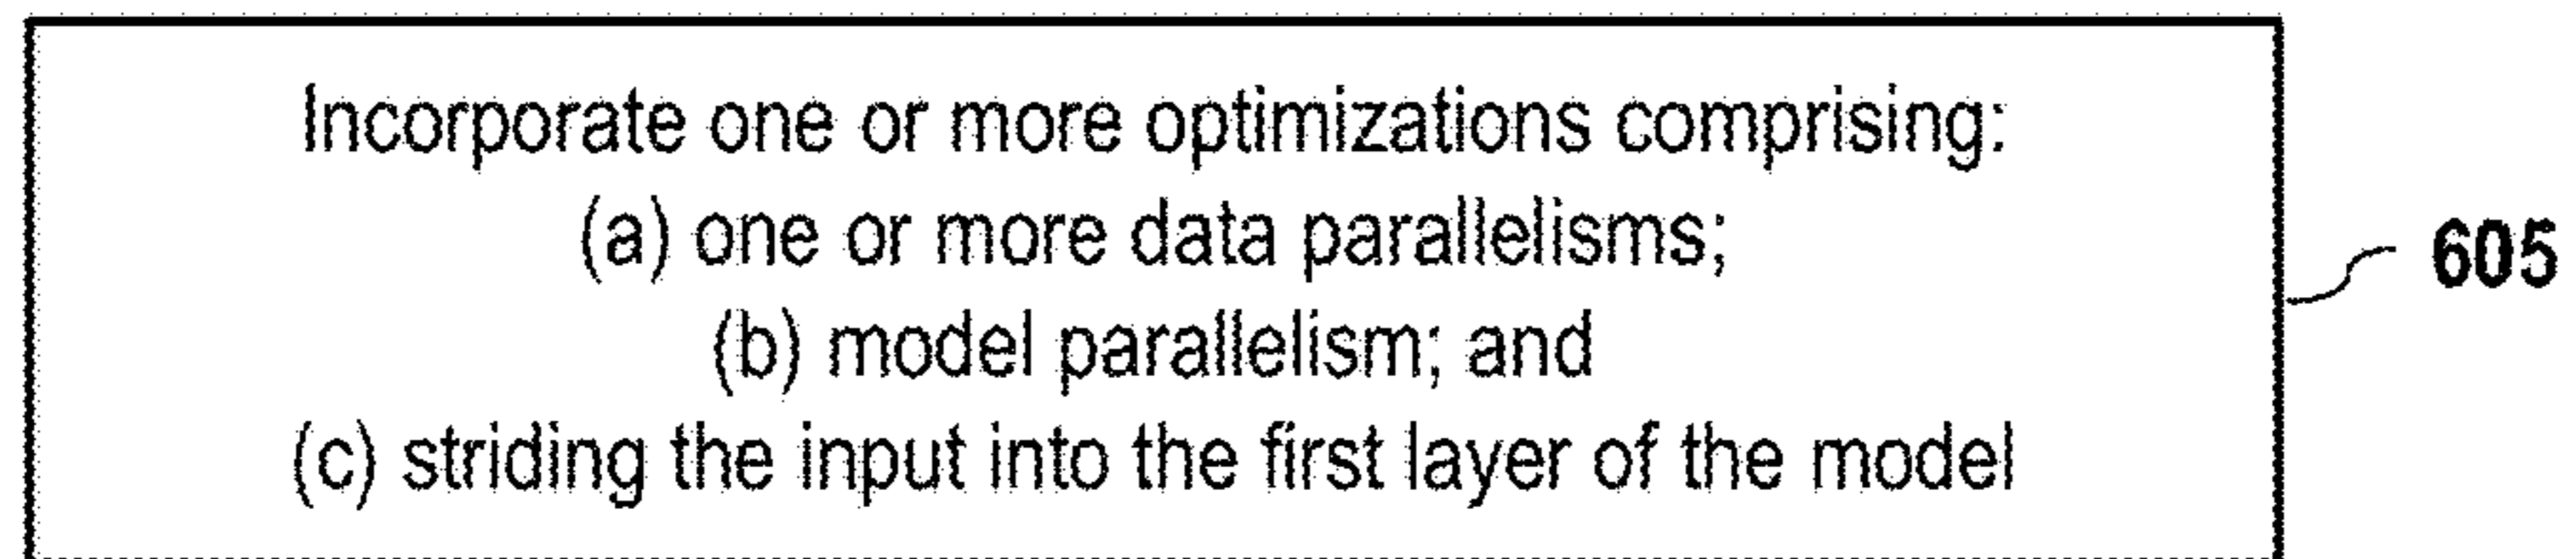 Incorporate one or more optimizations comprising:
(a) one or more data parallelisms;
(b) model parallelism; and
(c) striding the input into the first layer of the model
605